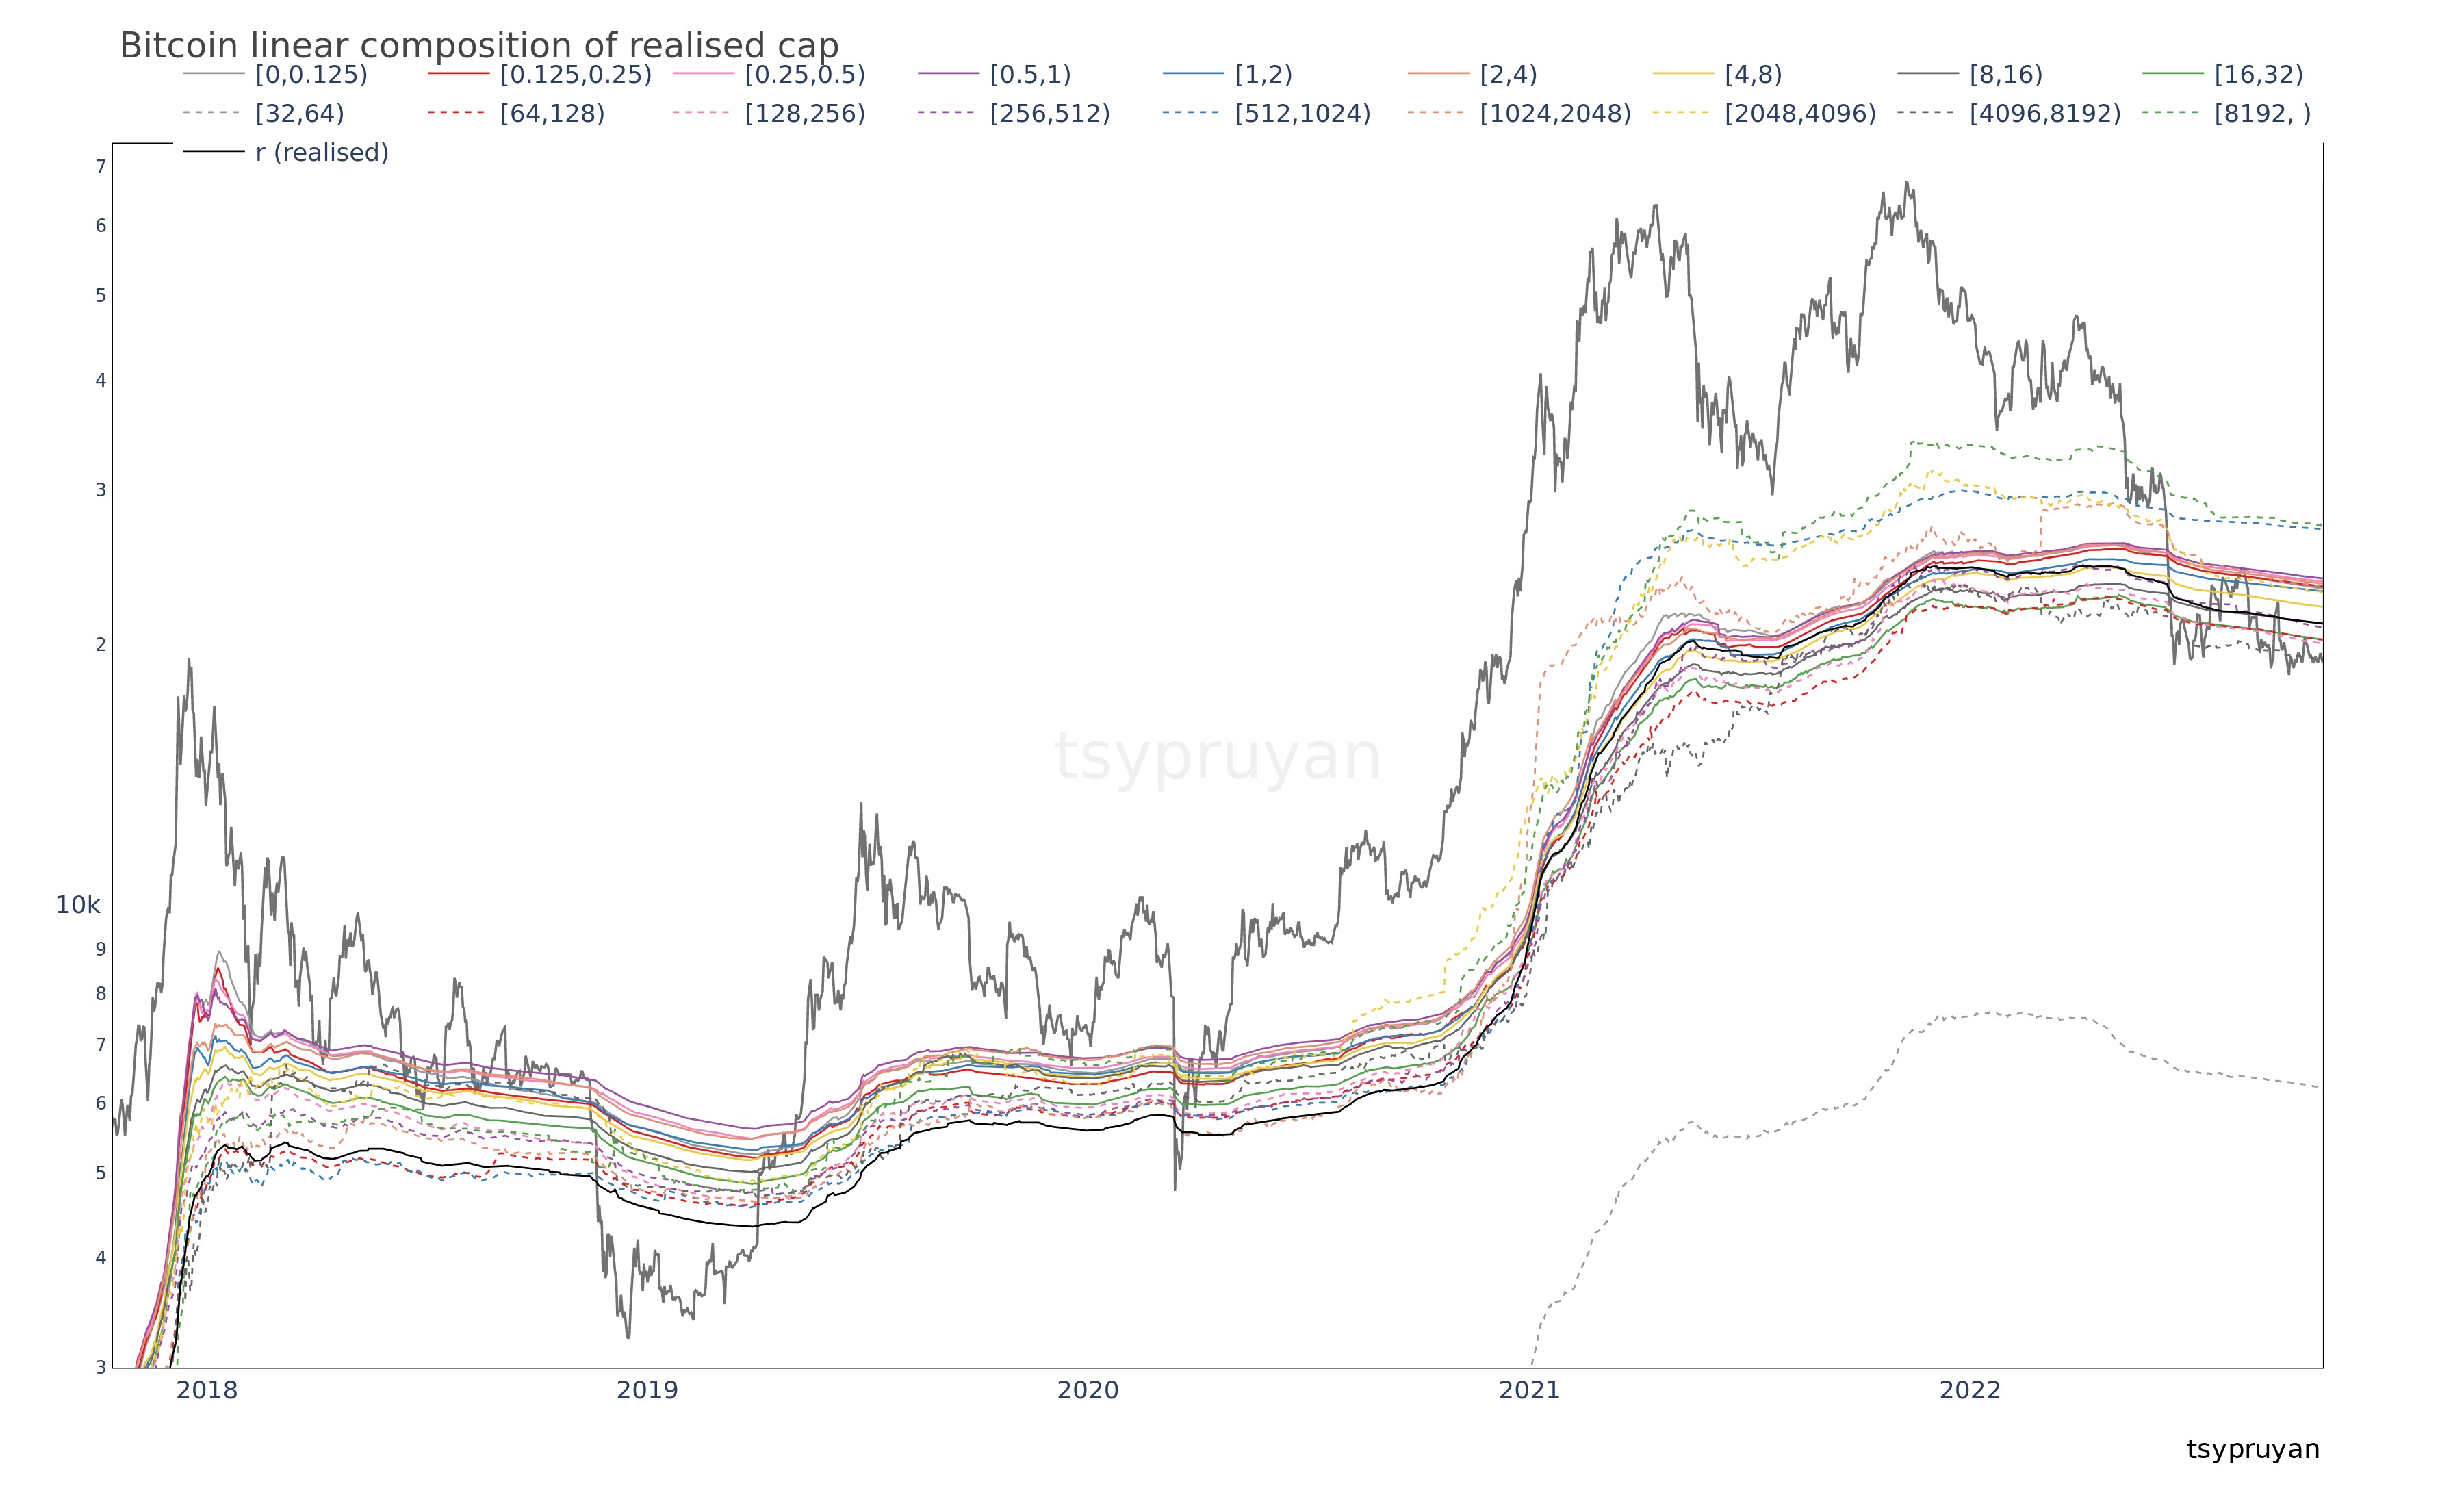 Bitcoin linear composition of realised cap
[0,0.125) [0.125,0.25) [0.25,0.5) [0.5,1) [1,2) [2,4) [4,8) [8,16) [16,32)
[32,64) [64,128) [128,256) [256,512) [512,1024) [1024,2048) [2048,4096) [4096,8192) [8192, )
r (realised)
7
6
5
4
3
2
10k
9
8
7
6
5
4
3
tsypruyan
2018 2019 2020 2021 2022
tsypruyan